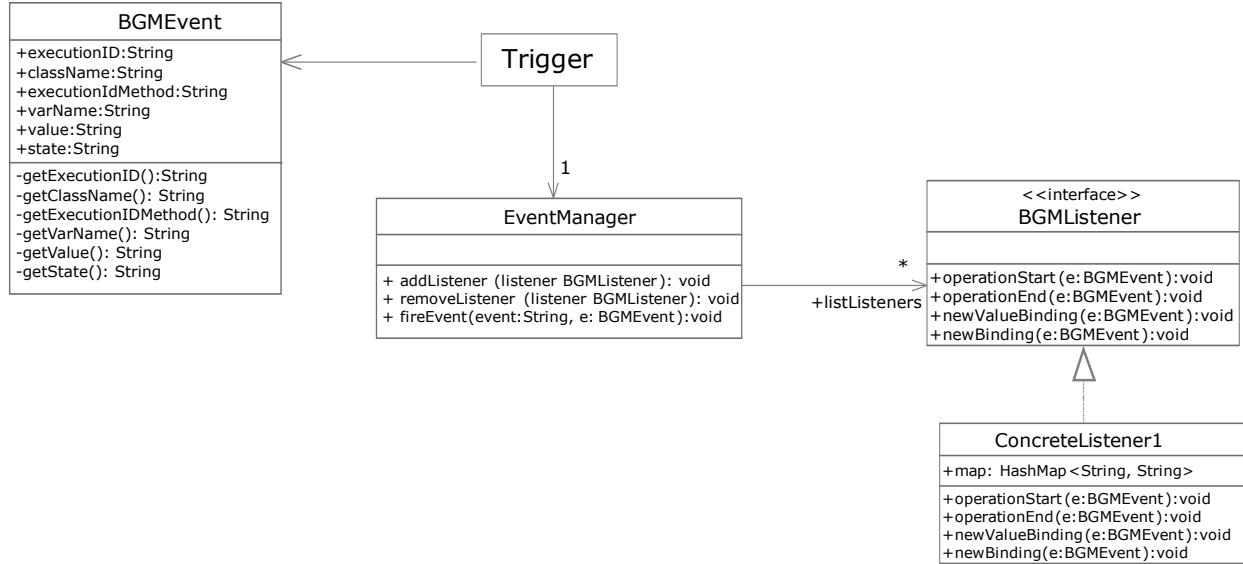 BGMEvent
+executionID:String
+className:String
+executionIdMethod:String
+varName:String
+value:String
+state:String
-getExecutionID():String
-getClassName(): String
-getExecutionIDMethod(): String
-getVarName(): String
-getValue(): String
-getState(): String
Trigger
1
EventManager
+ addListener (listener BGMListener): void
+ removeListener (listener BGMListener): void
+ fireEvent(event:String, e: BGMEvent):void
*
+listListeners
<<interface>>
BGMListener
+operationStart(e:BGMEvent):void
+operationEnd(e:BGMEvent):void
+newValueBinding(e:BGMEvent):void
+newBinding(e:BGMEvent):void
ConcreteListener1
+map: HashMap<String, String>
+operationStart(e:BGMEvent):void
+operationEnd(e:BGMEvent):void
+newValueBinding(e:BGMEvent):void
+newBinding(e:BGMEvent):void